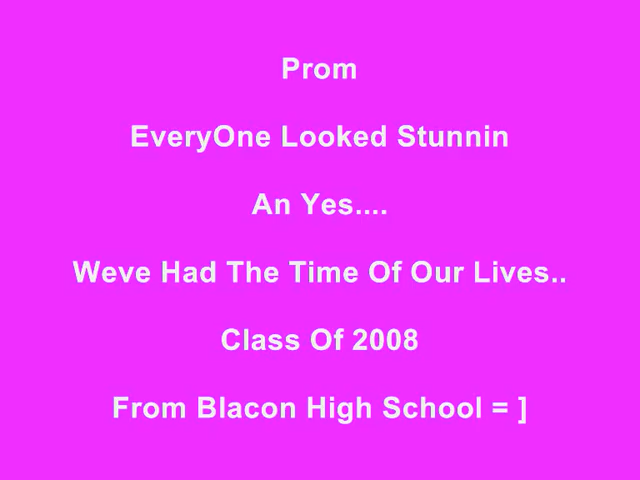 Prom
EveryOne Looked Stunnin
An Yes....
Weve Had The Time Of Our Lives..
Class Of 2008
From Blacon High School = ]